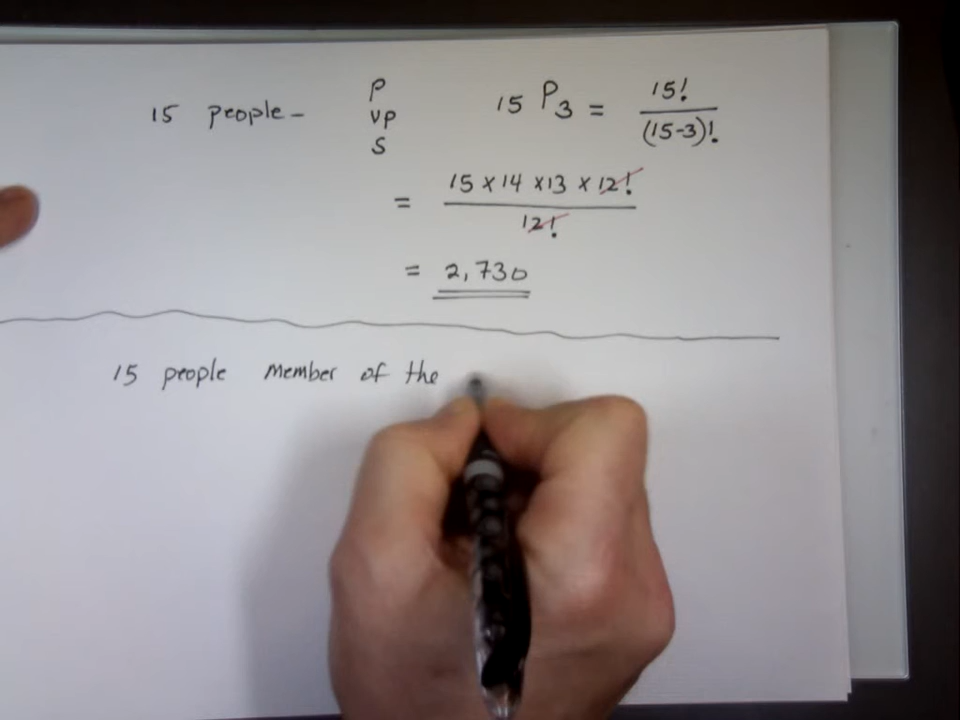 15 people - P VP S 15 P 3 = 15! / (15-3)!
= 15 x 14 x 13 x 12! / 12!
= 2,730
15 people member of the